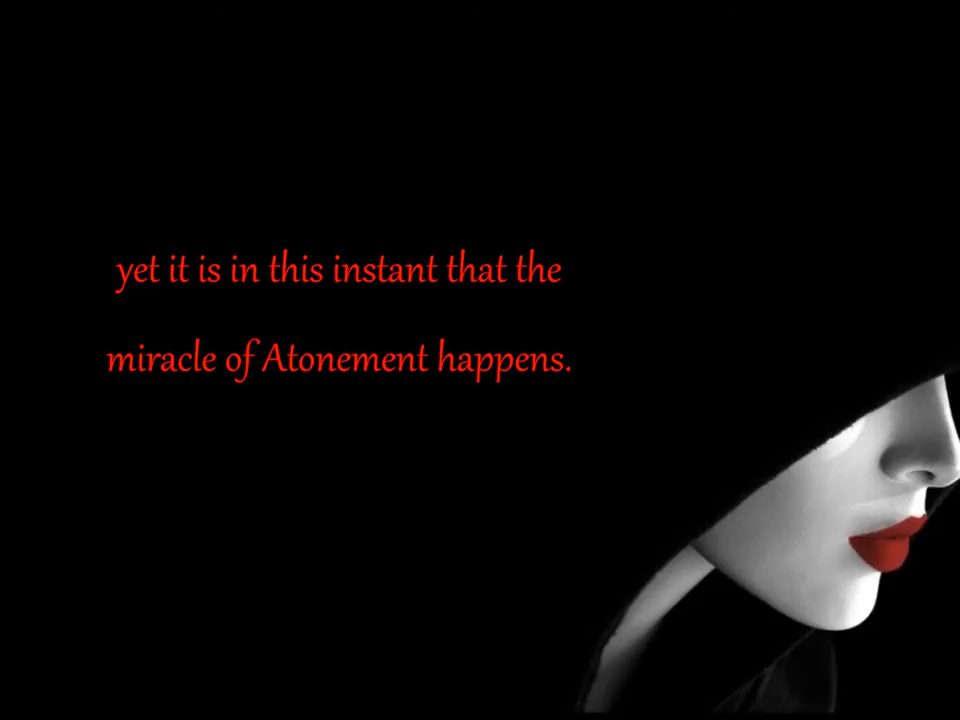 yet it is in this instant that the
miracle of Atonement happens.